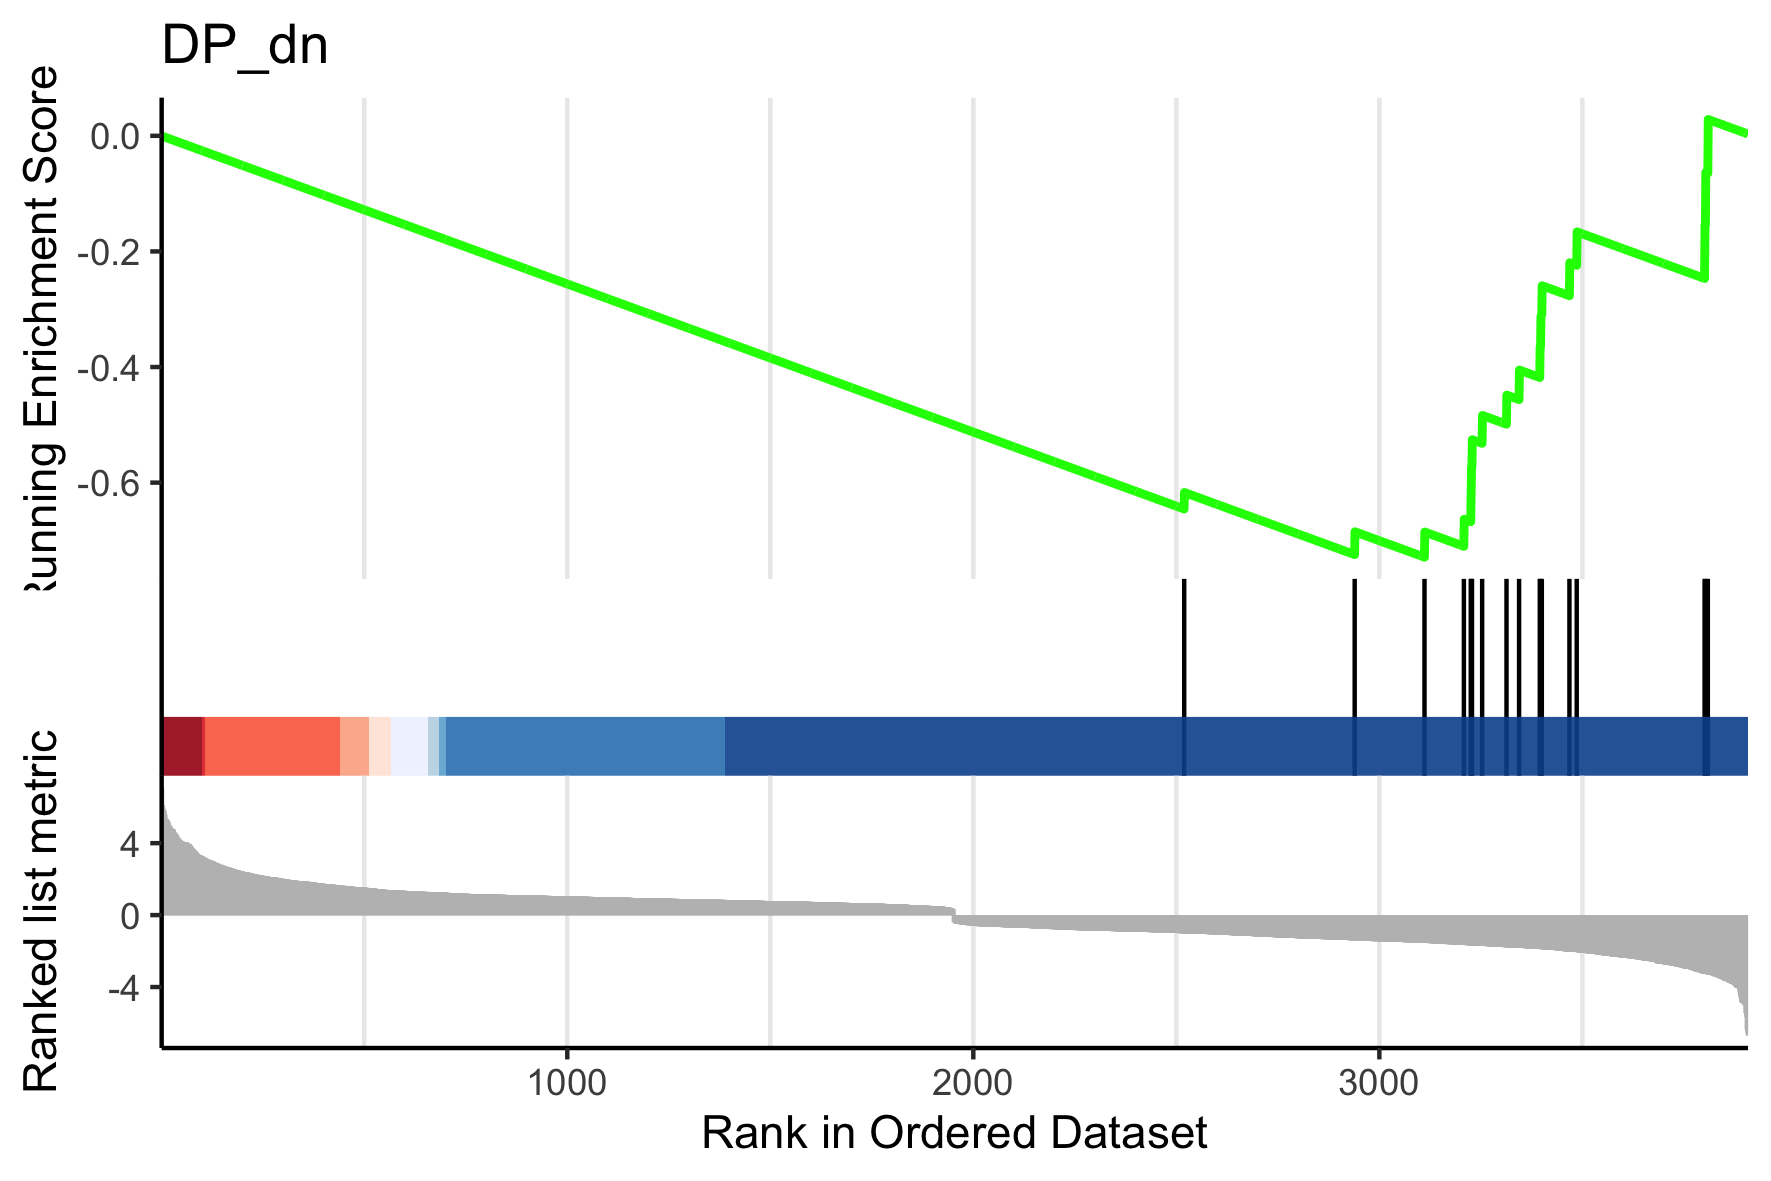 DP_dn
Running Enrichment Score
0.0
-0.2
-0.4
-0.6
Ranked list metric
4
0
-4
1000
2000
3000
Rank in Ordered Dataset